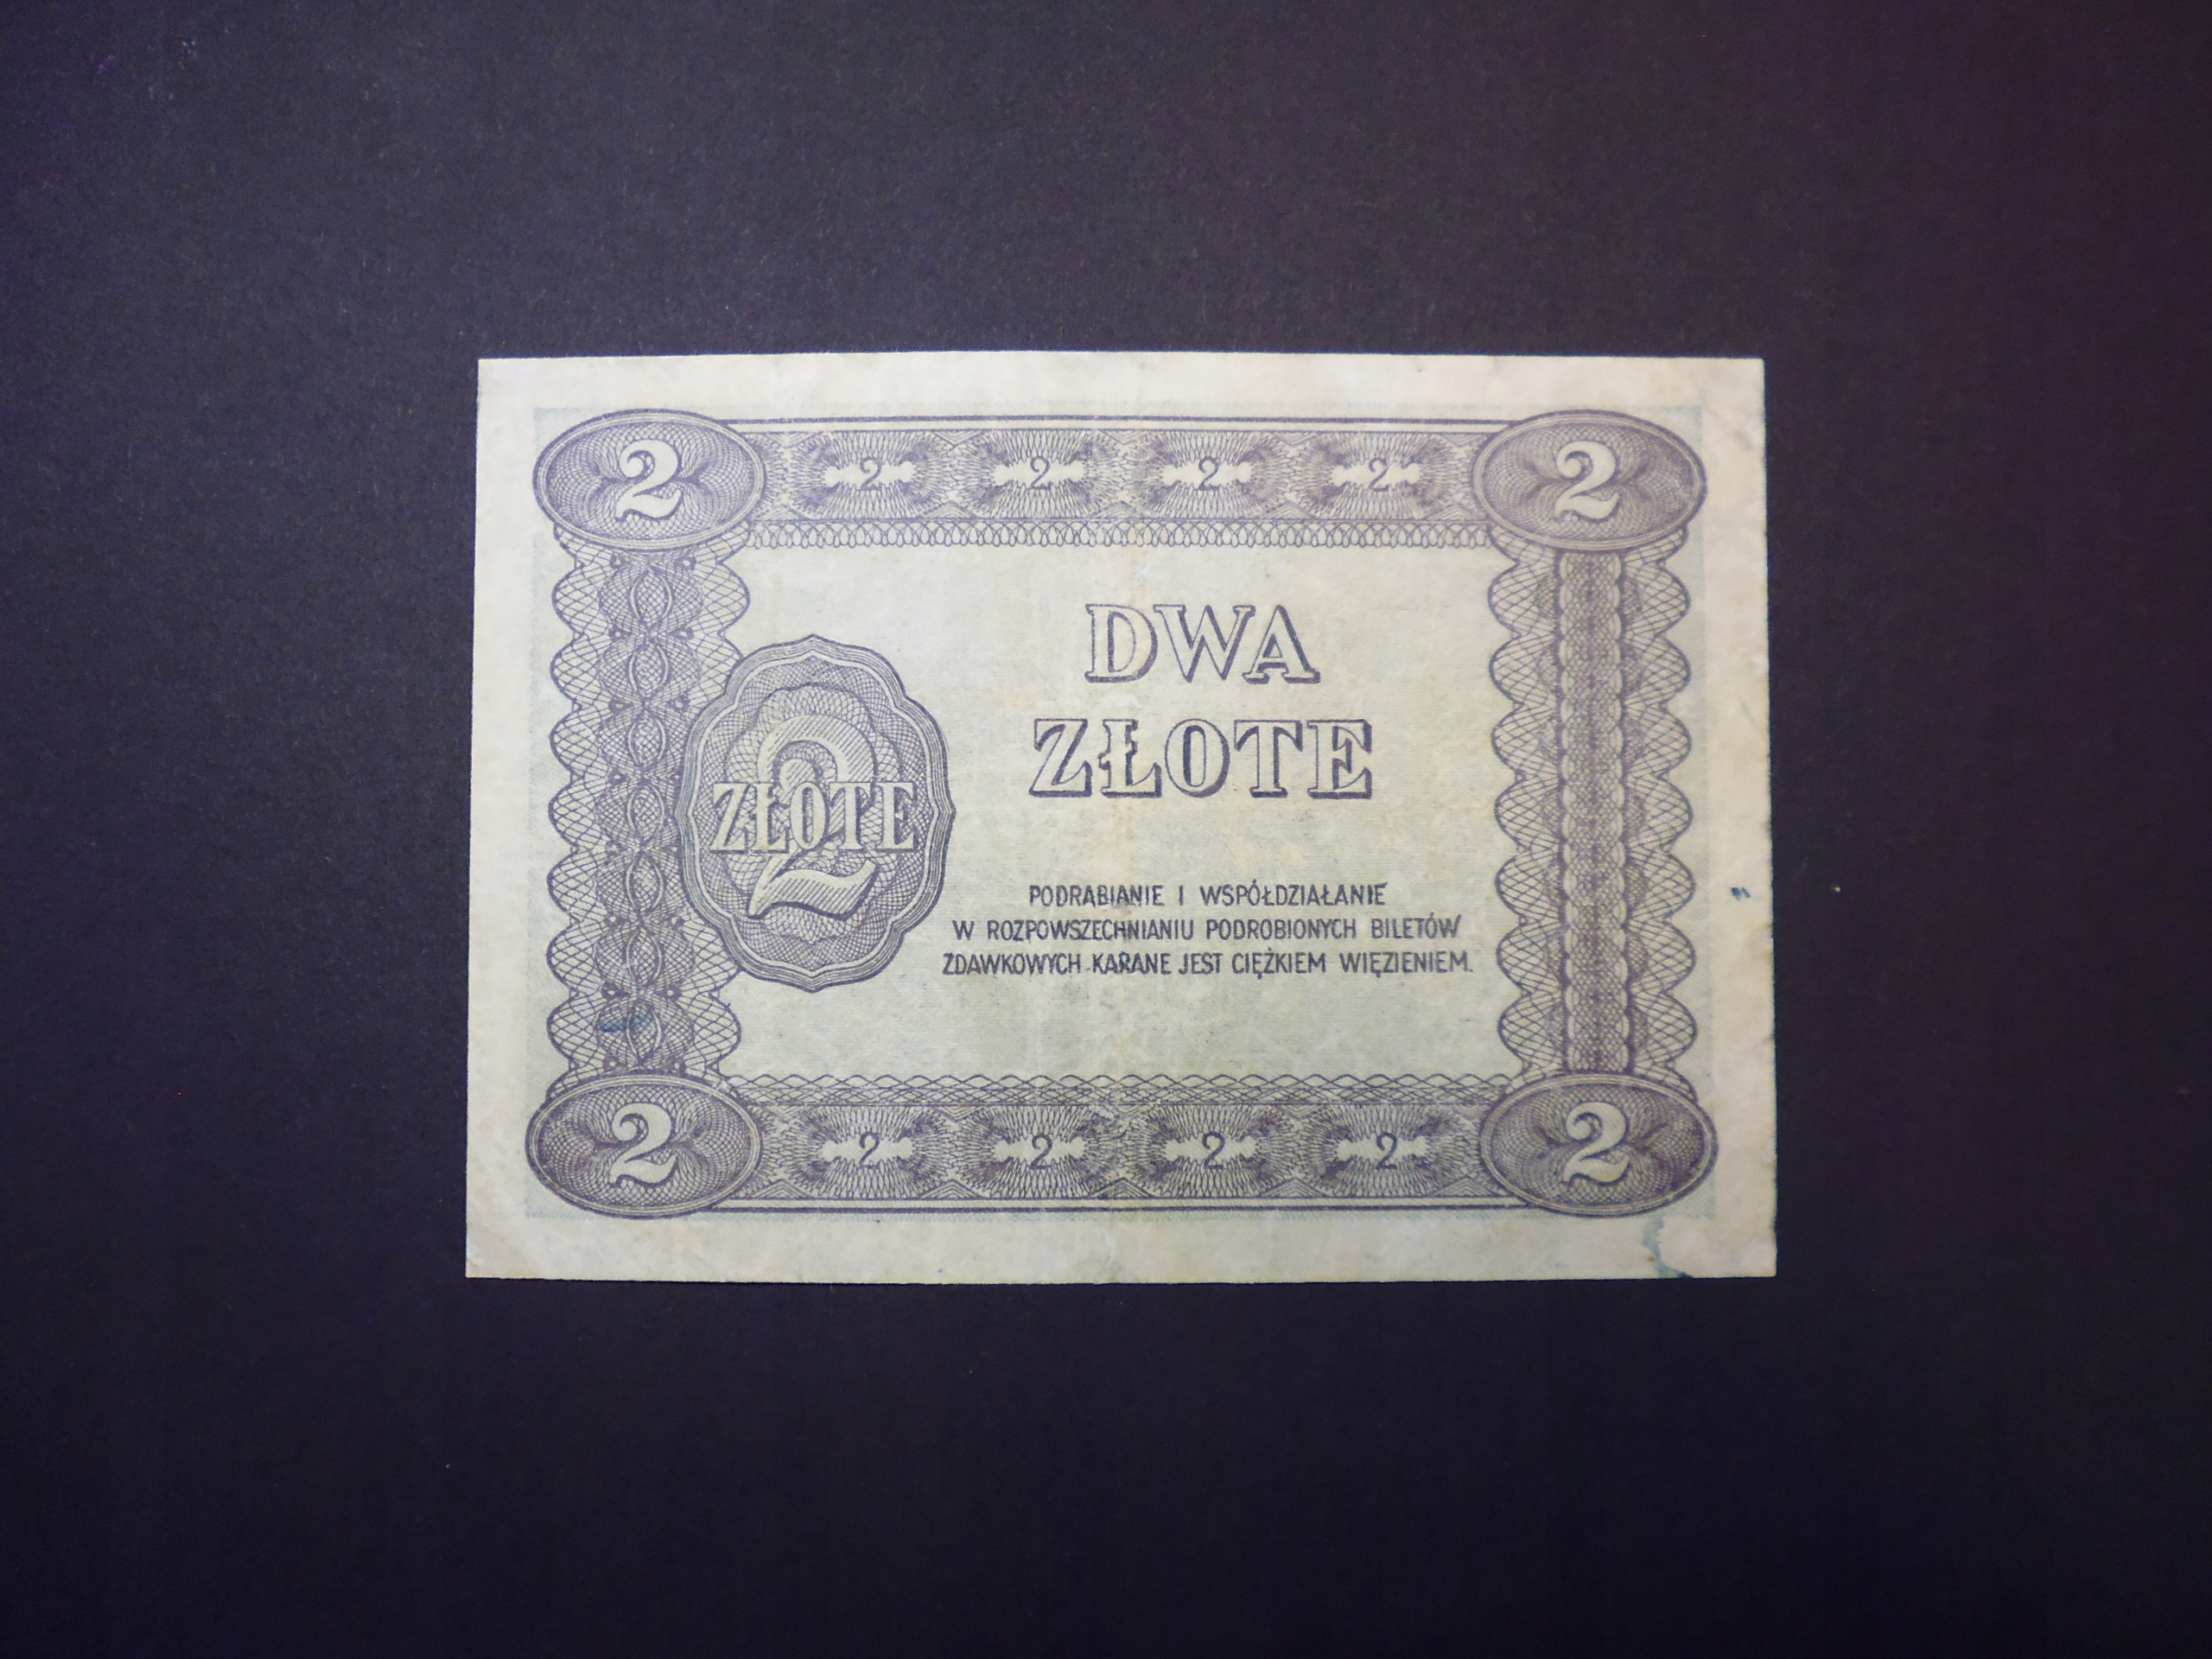 2 2 2 2 2 2
DWA
ZŁOTE
2
ZŁOTE
PODRABIANIE I WSPÓŁDZIAŁANIE
W ROZPOWSZECHNIANIU PODROBIONYCH BILETÓW
ZDAWKOWYCH KARANE JEST CIĘŻKIEM WIĘZIENIEM.
2 2 2 2 2 2